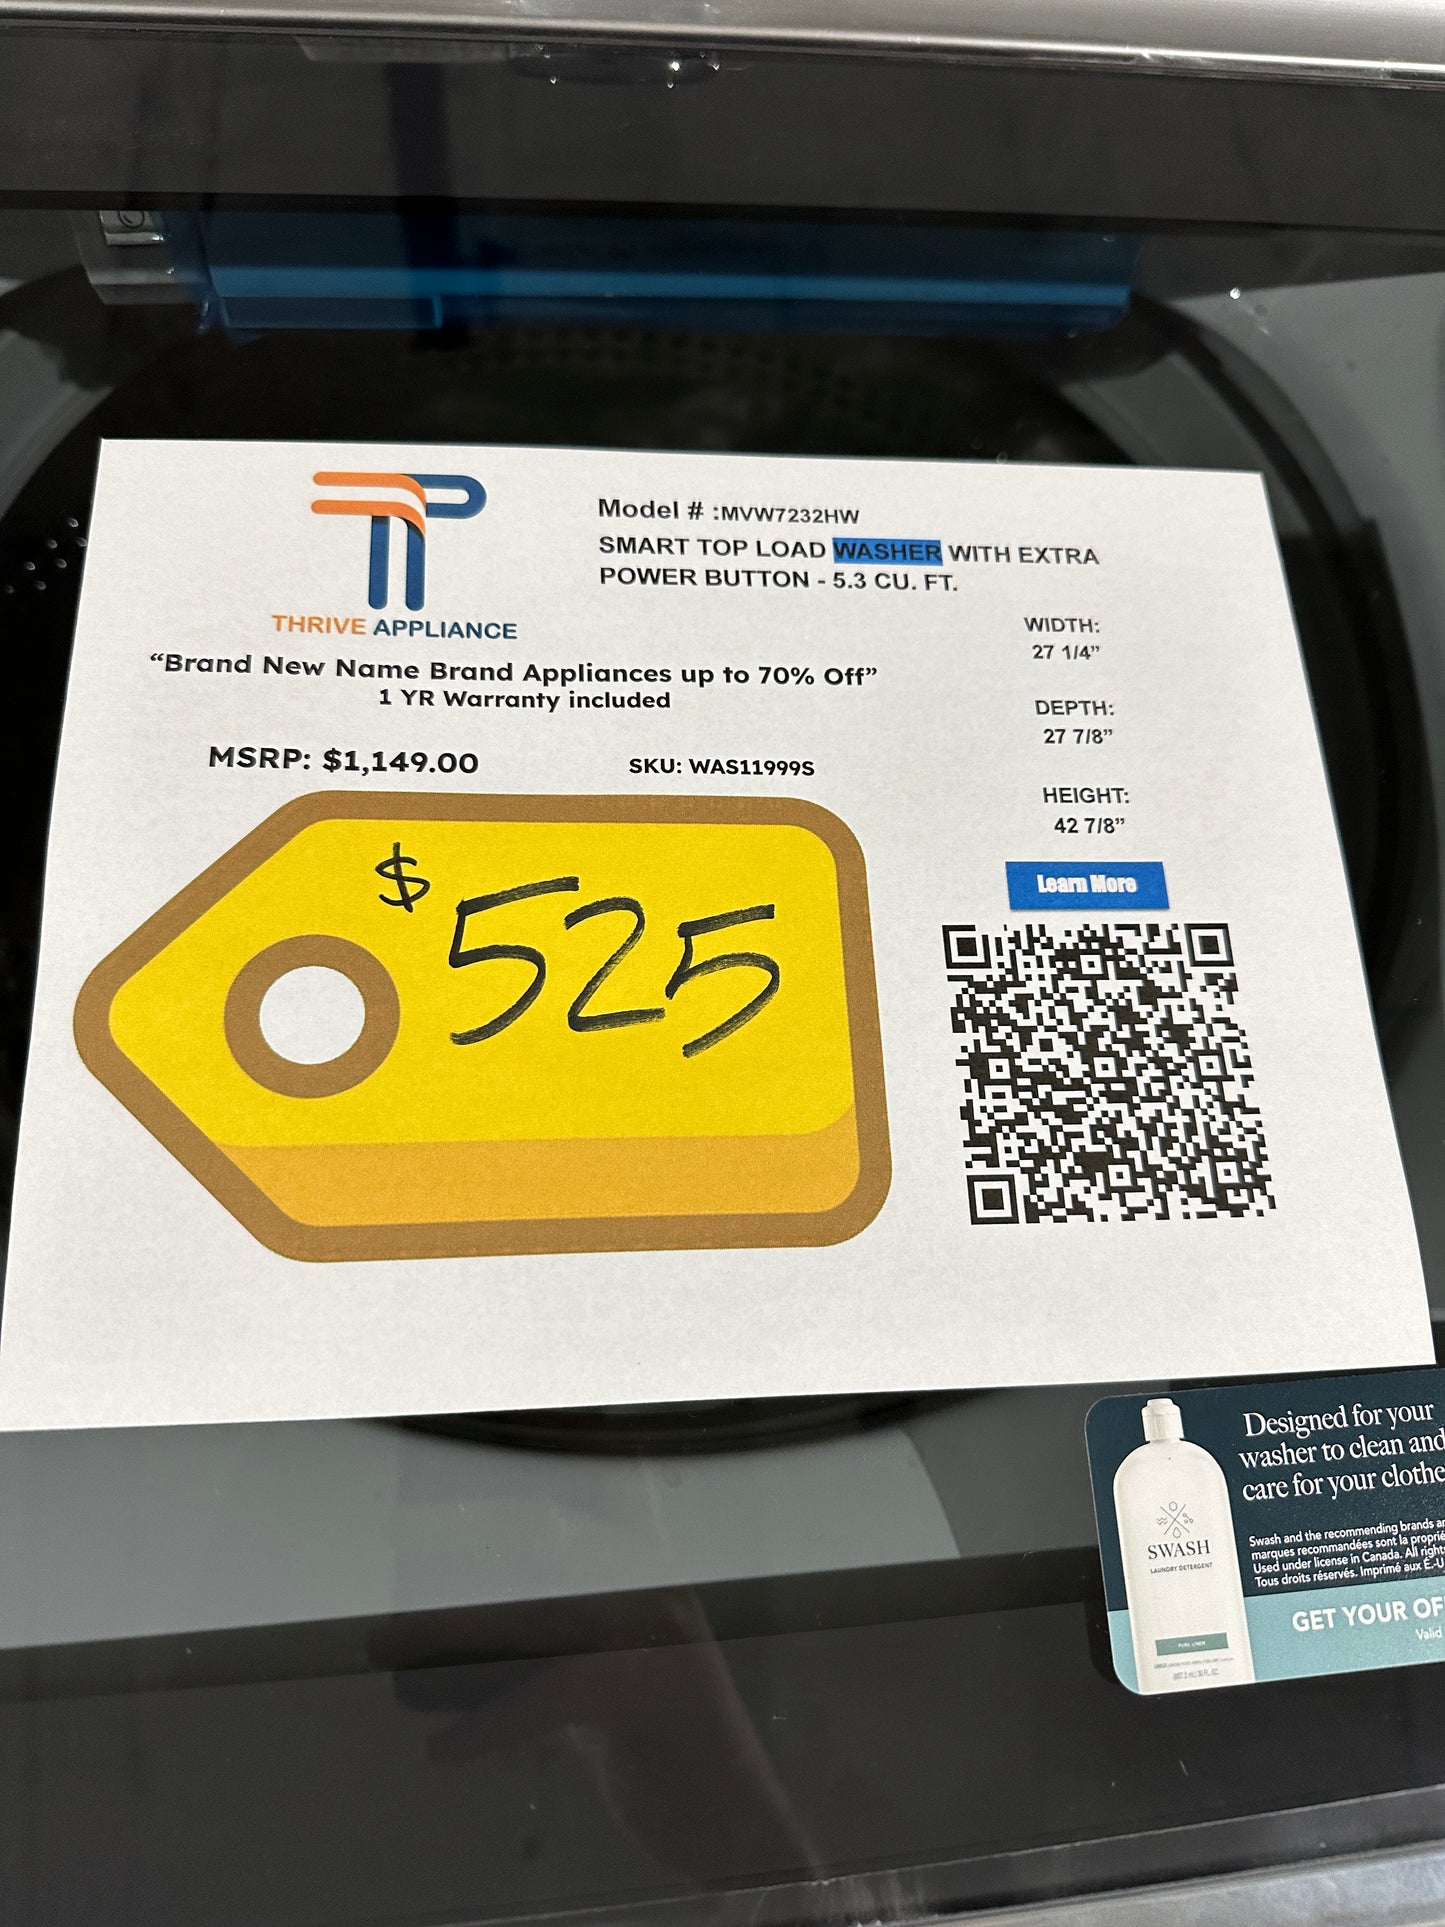 Model # :MVW7232HW
SMART TOP LOAD WASHER WITH EXTRA
POWER BUTTON - 5.3 CU. FT.
THRIVE APPLIANCE
“Brand New Name Brand Appliances up to 70% Off”
1 YR Warranty included
MSRP: $1,149.00
SKU: WAS11999S
WIDTH:
27 1/4”
DEPTH:
27 7/8”
HEIGHT:
42 7/8”
Learn More
$525
Designed for your
washer to clean and
care for your clothe
Swash and the recommending brands ar
marques recommandées sont la proprié
Used under license in Canada. All right
Tous droits réservés. Imprimé aux É.-U
GET YOUR OF
Valid
SWASH
LAUNDRY DETERGENT
PURE LINEN